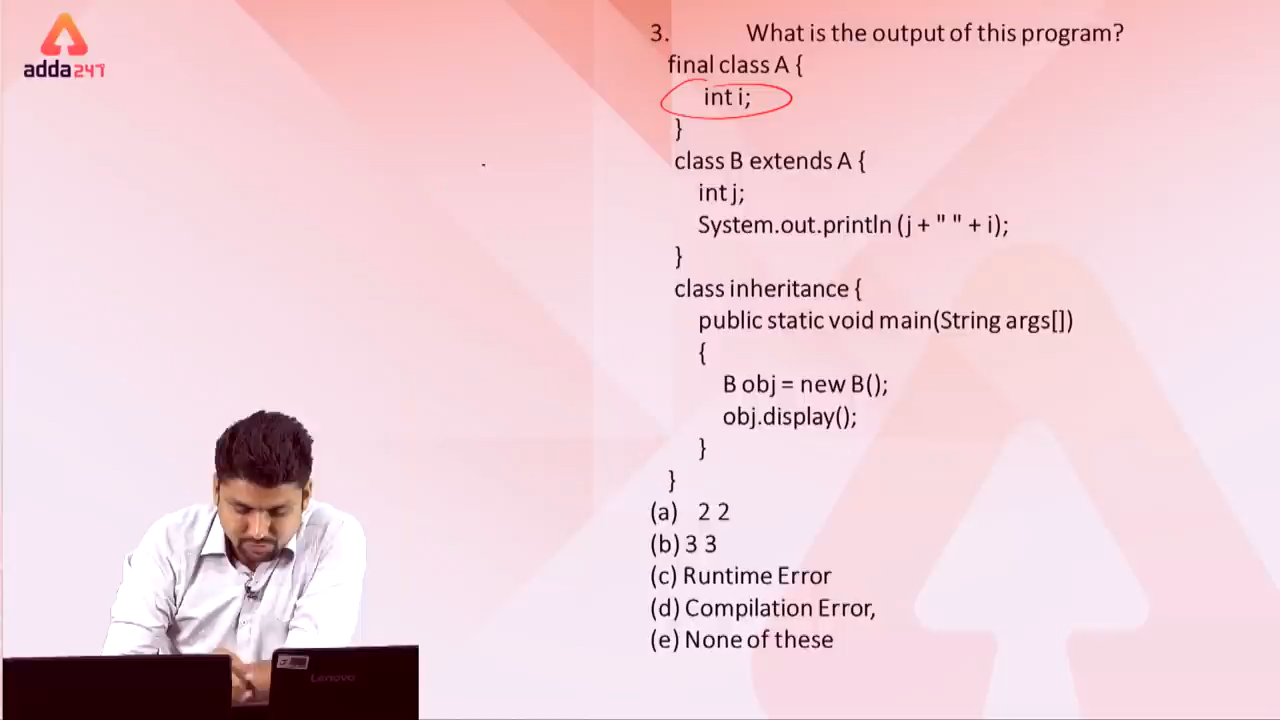 adda247
3. What is the output of this program?
final class A {
int i;
}
class B extends A {
int j;
System.out.println (j + " " + i);
}
class inheritance {
public static void main(String args[])
{
B obj = new B();
obj.display();
}
}
(a) 2 2
(b) 3 3
(c) Runtime Error
(d) Compilation Error,
(e) None of these
Lenovo